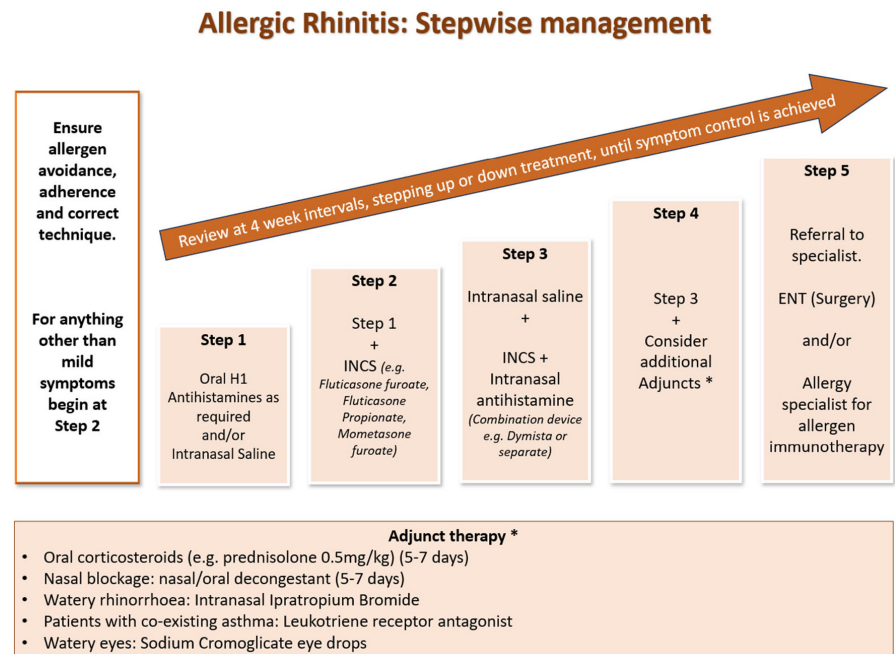 Allergic Rhinitis: Stepwise management
Ensure
allergen
avoidance,
adherence
and correct
technique.
For anything
other than
mild
symptoms
begin at
Step 2
Review at 4 week intervals, stepping up or down treatment, until symptom control is achieved
Step 1
Oral H1
Antihistamines as
required
and/or
Intranasal Saline
Step 2
Step 1
+
INCS (e.g.
Fluticasone furoate,
Fluticasone
Propionate,
Mometasone
furoate)
Step 3
Intranasal saline
+
INCS +
Intranasal
antihistamine
(Combination device
e.g. Dymista or
separate)
Step 4
Step 3
+
Consider
additional
Adjuncts *
Step 5
Referral to
specialist.
ENT (Surgery)
and/or
Allergy
specialist for
allergen
immunotherapy
Adjunct therapy *
• Oral corticosteroids (e.g. prednisolone 0.5mg/kg) (5-7 days)
• Nasal blockage: nasal/oral decongestant (5-7 days)
• Watery rhinorrhoea: Intranasal Ipratropium Bromide
• Patients with co-existing asthma: Leukotriene receptor antagonist
• Watery eyes: Sodium Cromoglicate eye drops